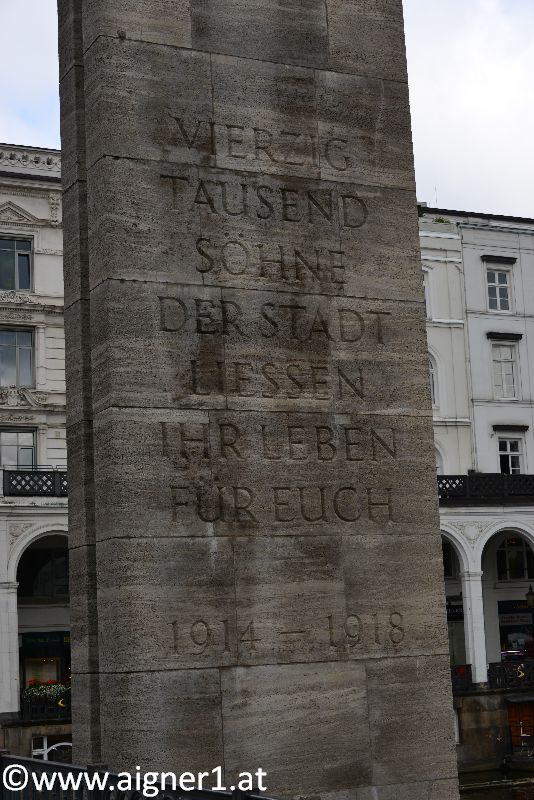 VIERZIG
TAUSEND
SÖHNE
DER STADT
LIESSEN
IHR LEBEN
FÜR EUCH
1914 – 1918
©www.aigner1.at